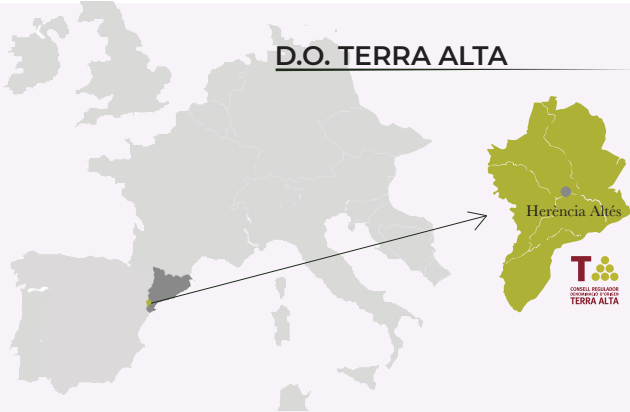 D.O. TERRA ALTA
Herència Altés
T
CONSELL REGULADOR
DENOMINACIÓ D'ORIGEN
TERRA ALTA